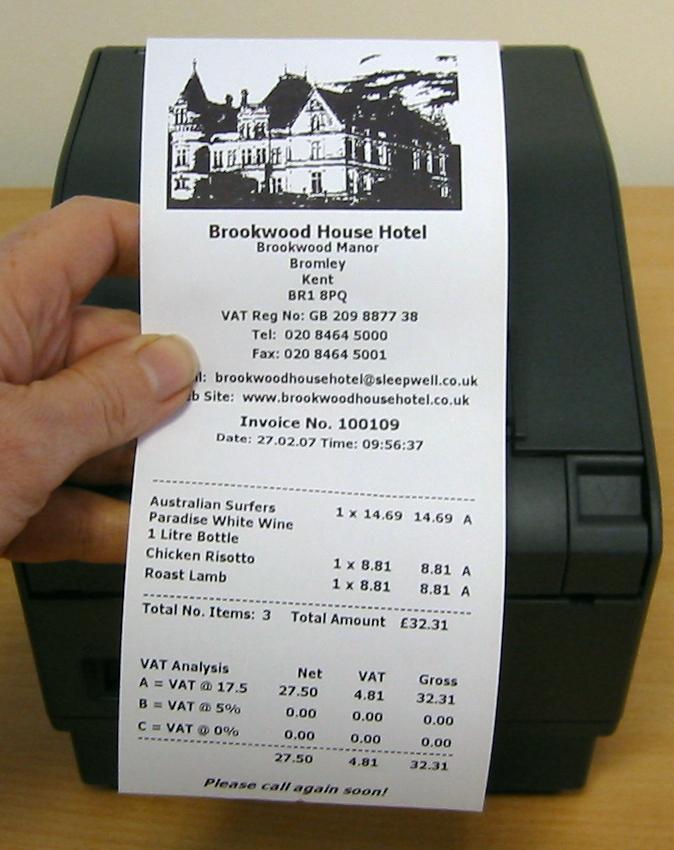 Brookwood House Hotel
Brookwood Manor
Bromley
Kent
BR1 8PQ
VAT Reg No: GB 209 8877 38
Tel: 020 8464 5000
Fax: 020 8464 5001
l: brookwoodhousehotel@sleepwell.co.uk
b Site: www.brookwoodhousehotel.co.uk
Invoice No. 100109
Date: 27.02.07 Time: 09:56:37
Australian Surfers 1 x 14.69 14.69 A
Paradise White Wine
1 Litre Bottle
Chicken Risotto 1 x 8.81 8.81 A
Roast Lamb 1 x 8.81 8.81 A
Total No. Items: 3 Total Amount £32.31
VAT Analysis Net VAT Gross
A = VAT @ 17.5 27.50 4.81 32.31
B = VAT @ 5% 0.00 0.00 0.00
C = VAT @ 0% 0.00 0.00 0.00
27.50 4.81 32.31
Please call again soon!